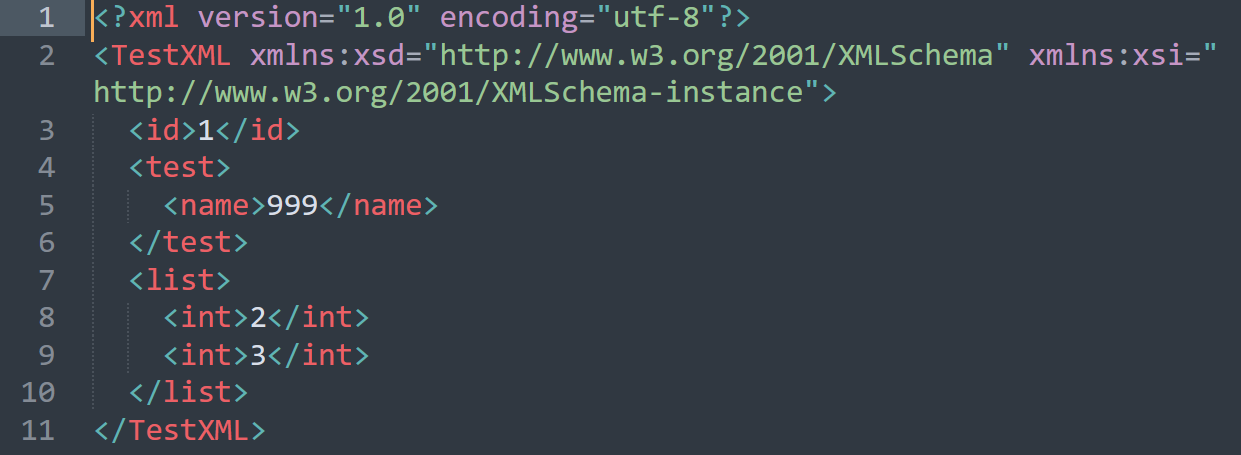 1 <?xml version="1.0" encoding="utf-8"?>
2 <TestXML xmlns:xsd="http://www.w3.org/2001/XMLSchema" xmlns:xsi="
http://www.w3.org/2001/XMLSchema-instance">
3   <id>1</id>
4   <test>
5     <name>999</name>
6   </test>
7   <list>
8     <int>2</int>
9     <int>3</int>
10   </list>
11 </TestXML>